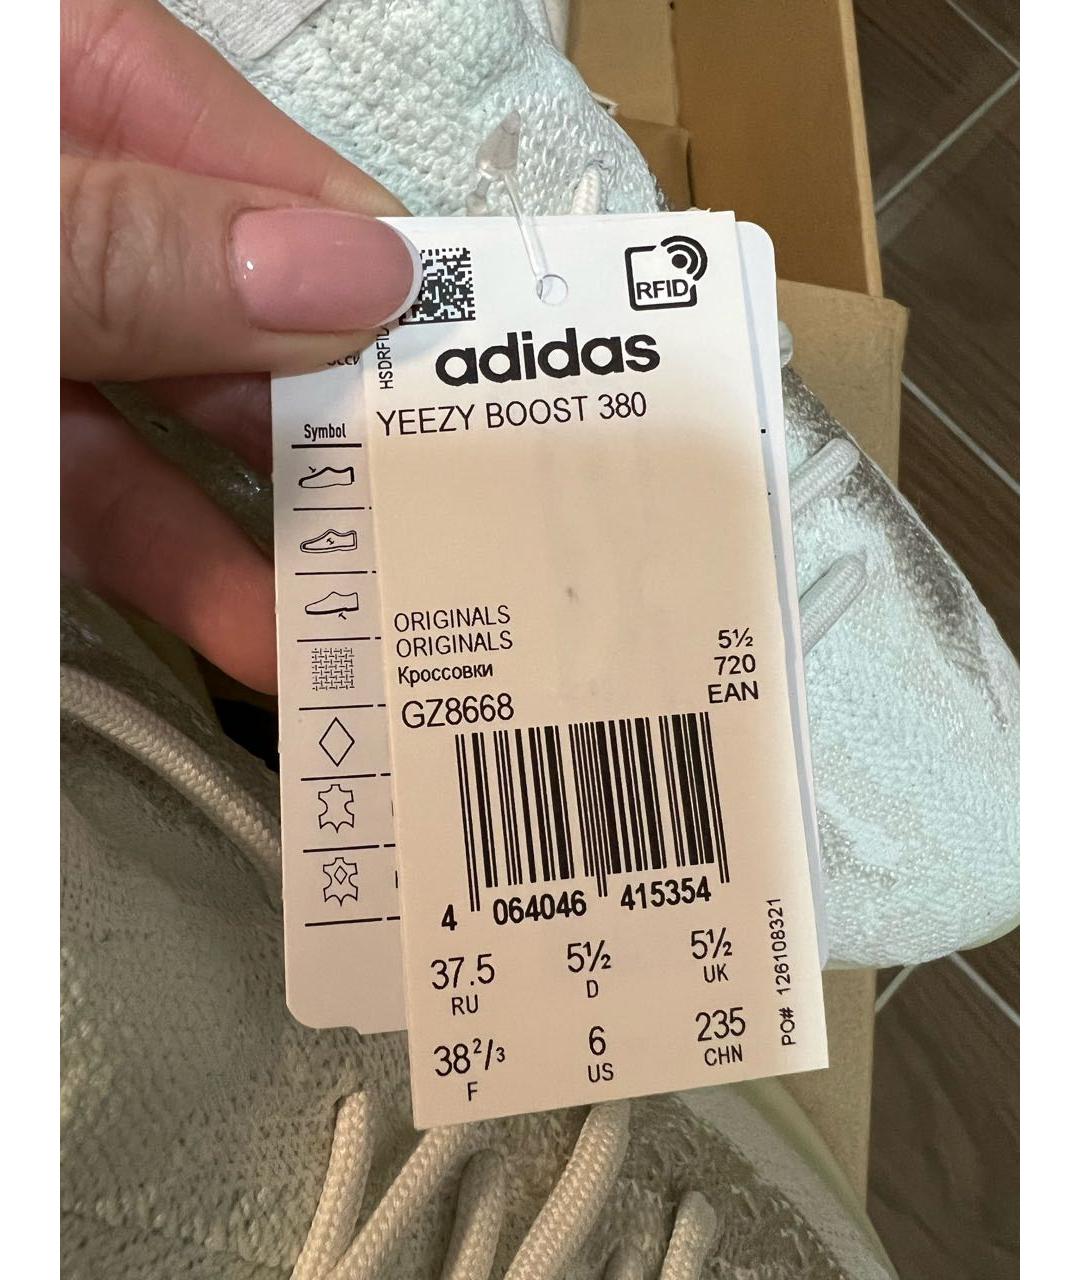 RFID
HSDRFID
adidas
YEEZY BOOST 380
Symbol
ORIGINALS
ORIGINALS
Кроссовки
5½
720
GZ8668
EAN
4 064046 415354
37.5 5½ 5½
RU D UK
38²/3 6 235
F US CHN
PO# 126108321